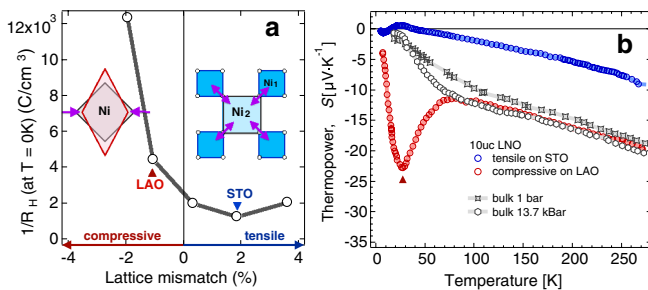 a
12x10³
10
8
6
4
2
0
1/R H (at T = 0K) (C/cm ³)
Ni
Ni₁
Ni₂
LAO
STO
compressive
tensile
-4 -2 0 2 4
Lattice mismatch (%)
b
0
-5
-10
-15
-20
-25
-30
-35
Thermopower, S[μV·K⁻¹]
10uc LNO
tensile on STO
compressive on LAO
bulk 1 bar
bulk 13.7 kBar
0 50 100 150 200 250
Temperature [K]